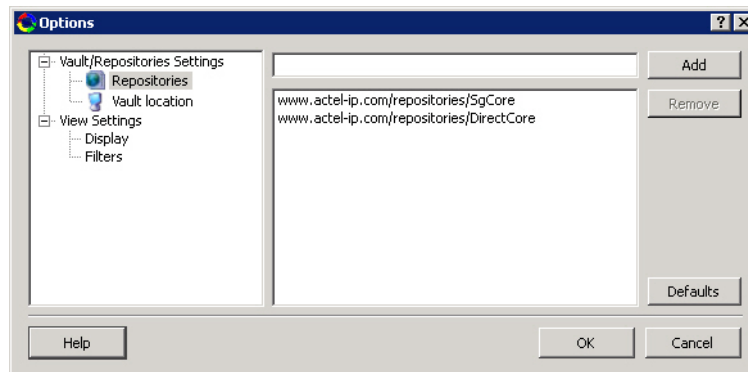 Options
Vault/Repositories Settings
Repositories
Vault location
View Settings
Display
Filters
Add
www.actel-ip.com/repositories/SgCore
www.actel-ip.com/repositories/DirectCore
Remove
Defaults
Help
OK
Cancel